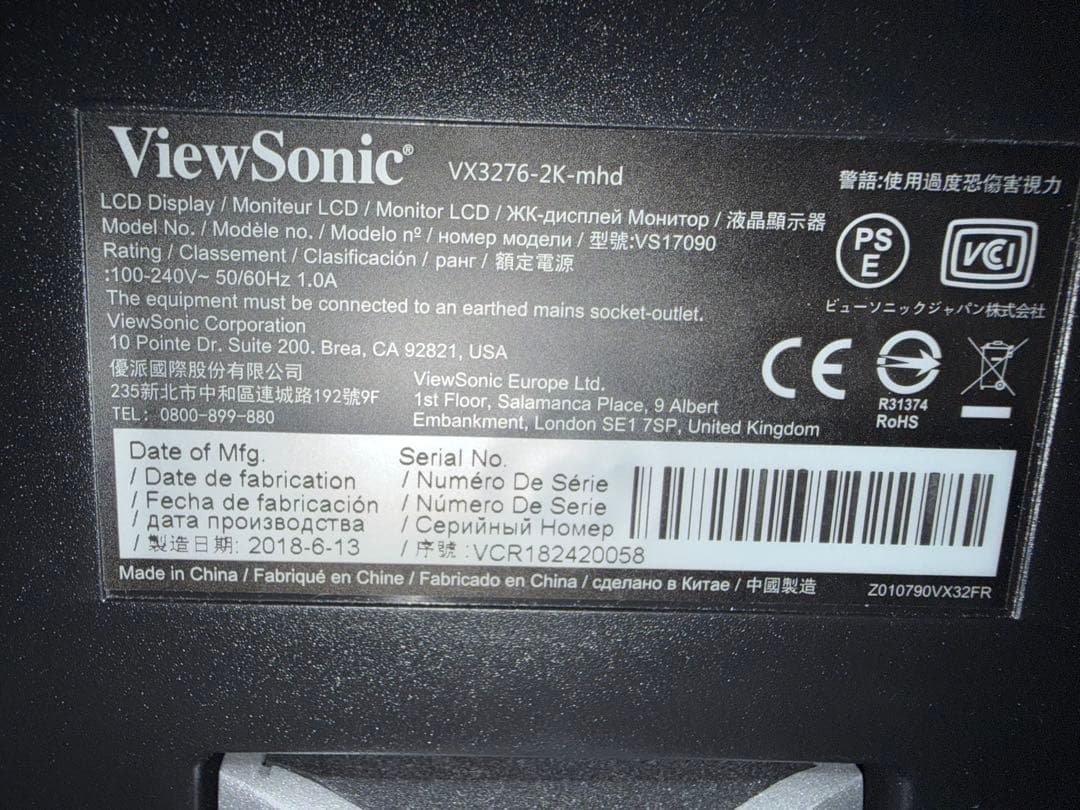 ViewSonic® VX3276-2K-mhd
警語:使用過度恐傷害視力
LCD Display / Moniteur LCD / Monitor LCD / ЖК-дисплей Монитор / 液晶顯示器
Model No. / Modèle no. / Modelo nº / номер модели / 型號:VS17090
Rating / Classement / Clasificación / ранг / 額定電源
:100-240V~ 50/60Hz 1.0A
The equipment must be connected to an earthed mains socket-outlet.
ViewSonic Corporation
10 Pointe Dr. Suite 200. Brea, CA 92821, USA
優派國際股份有限公司
235新北市中和區連城路192號9F
TEL: 0800-899-880
ViewSonic Europe Ltd.
1st Floor, Salamanca Place, 9 Albert
Embankment, London SE1 7SP, United Kingdom
PS
E
VCI
ビューソニックジャパン株式会社
CE
R31374
RoHS
Date of Mfg.
/ Date de fabrication
/ Fecha de fabricación
/ дата производства
/ 製造日期: 2018-6-13
Serial No.
/ Numéro De Série
/ Número De Serie
/ Серийный Номер
/ 序號 :VCR182420058
Made in China / Fabriqué en Chine / Fabricado en China / сделано в Китае / 中國製造
Z010790VX32FR